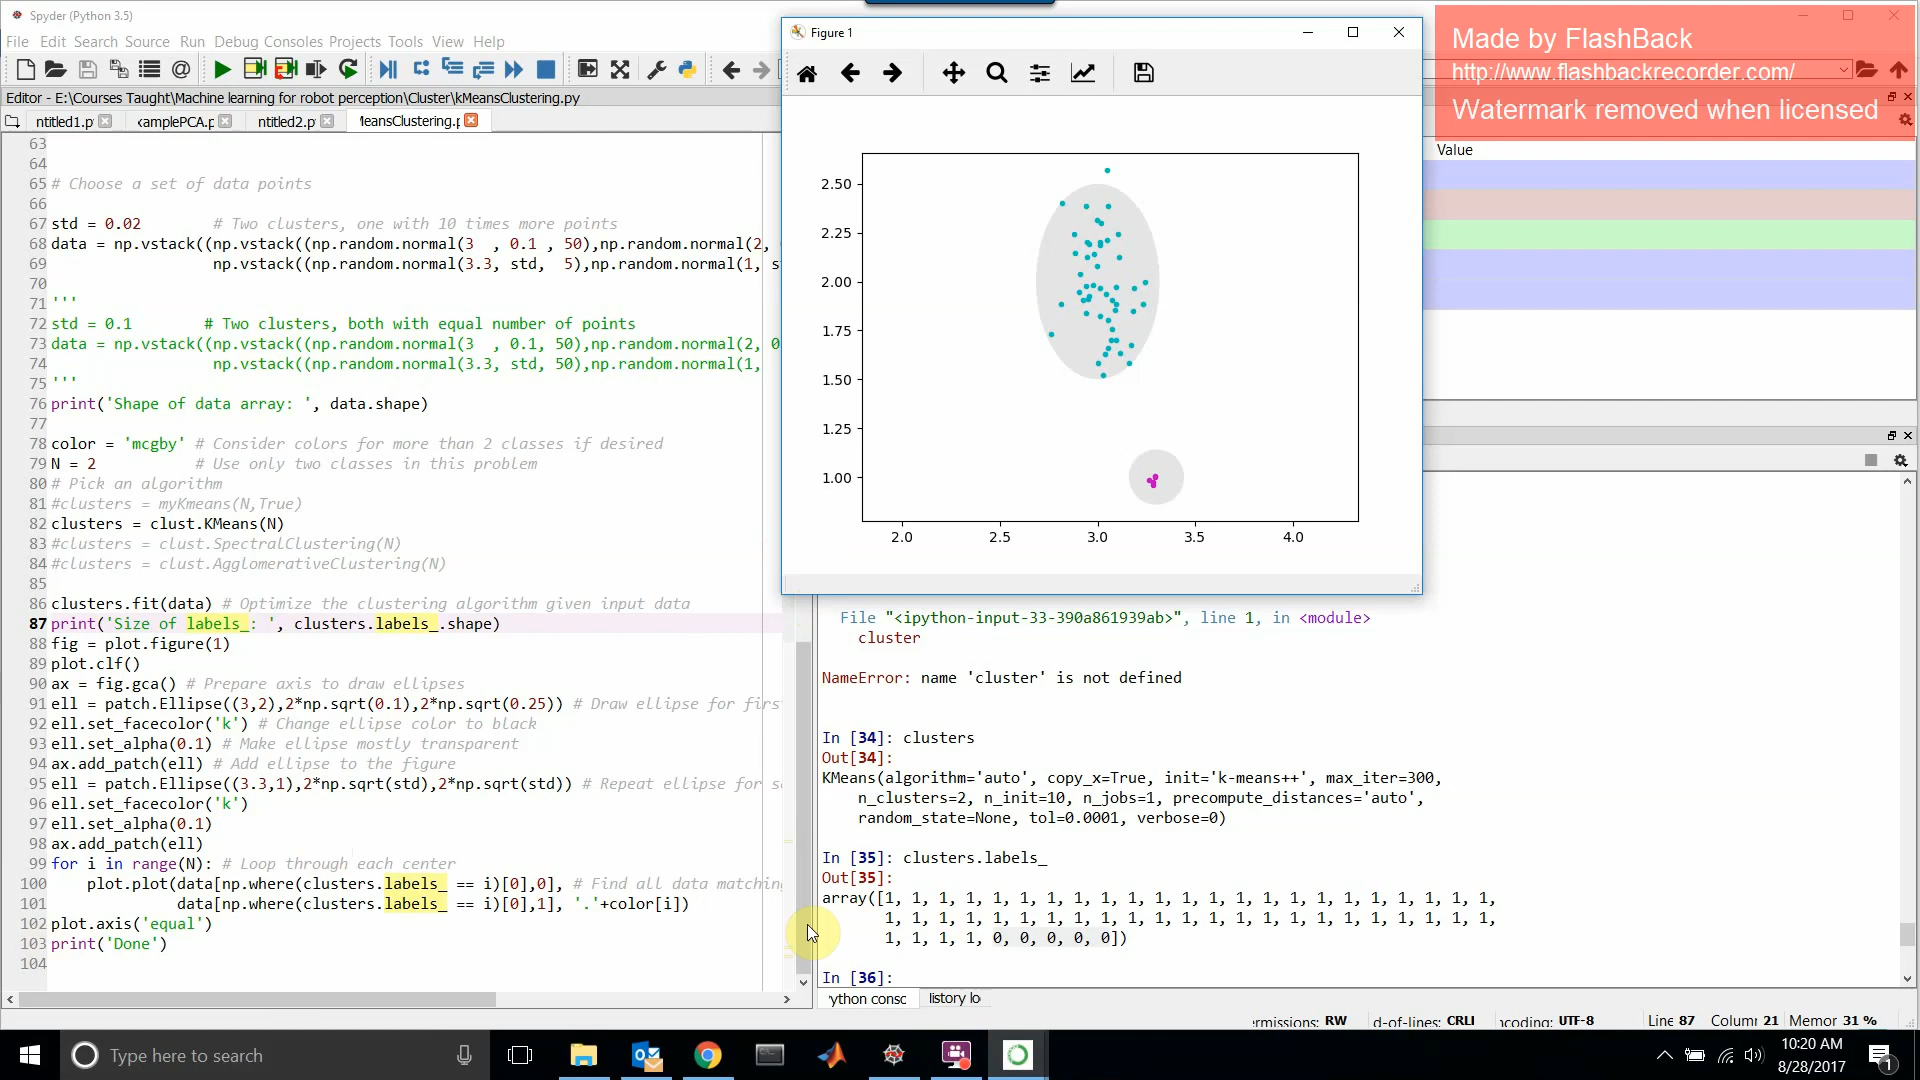 Spyder (Python 3.5)
File Edit Search Source Run Debug Consoles Projects Tools View Help
Editor - E:\Courses Taught\Machine learning for robot perception\Cluster\kMeansClustering.py
ntitled1.p xamplePCA.p ntitled2.p MeansClustering.p
63
64
65 # Choose a set of data points
66
67 std = 0.02 # Two clusters, one with 10 times more points
68 data = np.vstack((np.vstack((np.random.normal(3 , 0.1 , 50),np.random.normal(2,
69 np.vstack((np.random.normal(3.3, std, 5),np.random.normal(1, s
70
71 '''
72 std = 0.1 # Two clusters, both with equal number of points
73 data = np.vstack((np.vstack((np.random.normal(3 , 0.1, 50),np.random.normal(2, 0
74 np.vstack((np.random.normal(3.3, std, 50),np.random.normal(1,
75 '''
76 print('Shape of data array: ', data.shape)
77
78 color = 'mcgby' # Consider colors for more than 2 classes if desired
79 N = 2 # Use only two classes in this problem
80 # Pick an algorithm
81 #clusters = myKmeans(N,True)
82 clusters = clust.KMeans(N)
83 #clusters = clust.SpectralClustering(N)
84 #clusters = clust.AgglomerativeClustering(N)
85
86 clusters.fit(data) # Optimize the clustering algorithm given input data
87 print('Size of labels_: ', clusters.labels_.shape)
88 fig = plot.figure(1)
89 plot.clf()
90 ax = fig.gca() # Prepare axis to draw ellipses
91 ell = patch.Ellipse((3,2),2*np.sqrt(0.1),2*np.sqrt(0.25)) # Draw ellipse for firs
92 ell.set_facecolor('k') # Change ellipse color to black
93 ell.set_alpha(0.1) # Make ellipse mostly transparent
94 ax.add_patch(ell) # Add ellipse to the figure
95 ell = patch.Ellipse((3.3,1),2*np.sqrt(std),2*np.sqrt(std)) # Repeat ellipse for s
96 ell.set_facecolor('k')
97 ell.set_alpha(0.1)
98 ax.add_patch(ell)
99 for i in range(N): # Loop through each center
100 plot.plot(data[np.where(clusters.labels_ == i)[0],0], # Find all data matchin
101 data[np.where(clusters.labels_ == i)[0],1], '.'+color[i])
102 plot.axis('equal')
103 print('Done')
104
Figure 1
2.50
2.25
2.00
1.75
1.50
1.25
1.00
2.0 2.5 3.0 3.5 4.0
Made by FlashBack
http://www.flashbackrecorder.com/
Watermark removed when licensed
Value
File "<ipython-input-33-390a861939ab>", line 1, in <module>
cluster
NameError: name 'cluster' is not defined
In [34]: clusters
Out[34]:
KMeans(algorithm='auto', copy_x=True, init='k-means++', max_iter=300,
n_clusters=2, n_init=10, n_jobs=1, precompute_distances='auto',
random_state=None, tol=0.0001, verbose=0)
In [35]: clusters.labels_
Out[35]:
array([1, 1, 1, 1, 1, 1, 1, 1, 1, 1, 1, 1, 1, 1, 1, 1, 1, 1, 1, 1, 1, 1, 1,
1, 1, 1, 1, 1, 1, 1, 1, 1, 1, 1, 1, 1, 1, 1, 1, 1, 1, 1, 1, 1, 1, 1,
1, 1, 1, 1, 0, 0, 0, 0, 0])
In [36]:
ython consc listory lo
ermissions: RW d-of-lines: CRLI ncoding: UTF-8 Line 87 Colum 21 Memor 31 %
Type here to search
10:20 AM
8/28/2017
1